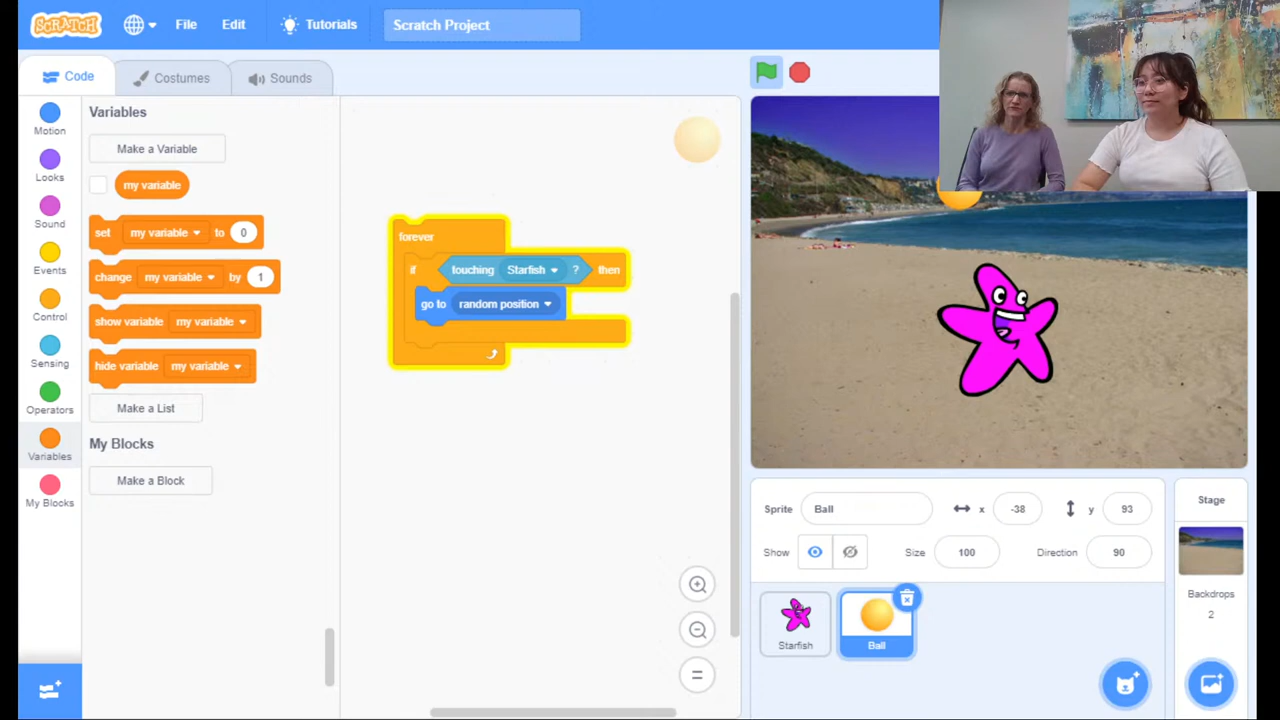 SCRATCH
File
Edit
Tutorials
Scratch Project
Code
Costumes
Sounds
Motion
Looks
Sound
Events
Control
Sensing
Operators
Variables
My Blocks
Variables
Make a Variable
my variable
set my variable to 0
change my variable by 1
show variable my variable
hide variable my variable
Make a List
My Blocks
Make a Block
forever
if touching Starfish ? then
go to random position
Sprite Ball x -38 y 93
Show Size 100 Direction 90
Starfish
Ball
Stage
Backdrops
2